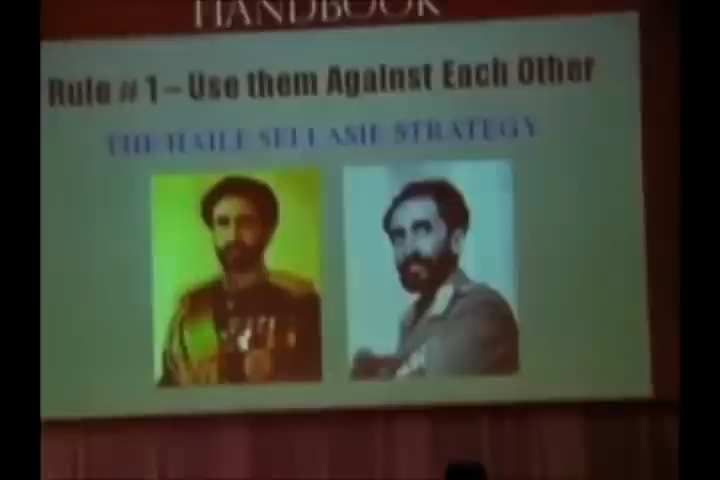 HANDBOOK
Rule # 1 – Use them Against Each Other
THE HAILE SELLASIE STRATEGY